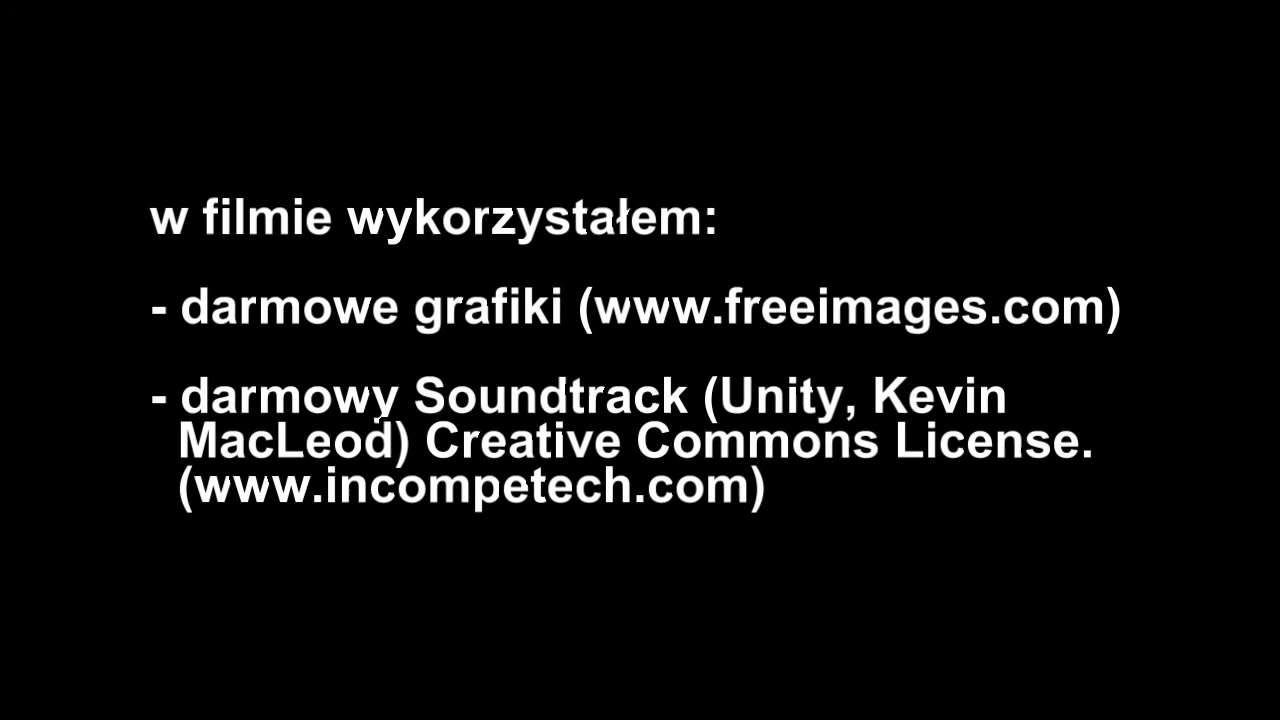 w filmie wykorzystałem:
- darmowe grafiki (www.freeimages.com)
- darmowy Soundtrack (Unity, Kevin
MacLeod) Creative Commons License.
(www.incompetech.com)